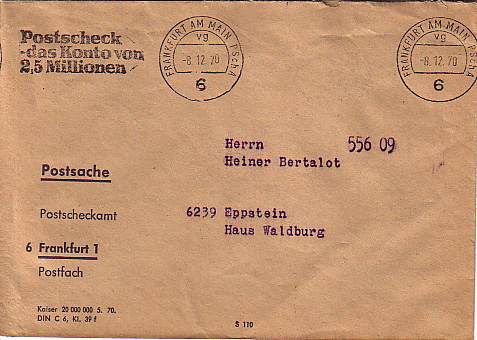 Postscheck
-das Konto von
2,5 Millionen
FRANKFURT AM MAIN PSchA
vg
-8.12.70
6
FRANKFURT AM MAIN PSchA
vg
-8.12.70
6
Herrn 556 09
Heiner Bertalot
Postsache
Postscheckamt
6239 Eppstein
Haus Waldburg
6 Frankfurt 1
Postfach
Kaiser 20 000 000 5. 70.
DIN C 6, Kl. 39 f
S 110